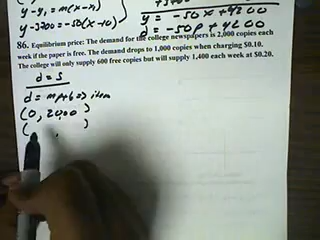 y-y₁ = m(x-x₁)
y-3700 = -50(x-10)
y = -50x+4200
d = -50p+4200
86. Equilibrium price: The demand for the college newspapers is 2,000 copies each
week if the paper is free. The demand drops to 1,000 copies when charging $0.10.
The college will only supply 600 free copies but will supply 1,400 each week at $0.20.
d = s
d = mp+b => item
(0, 2000)
( , )